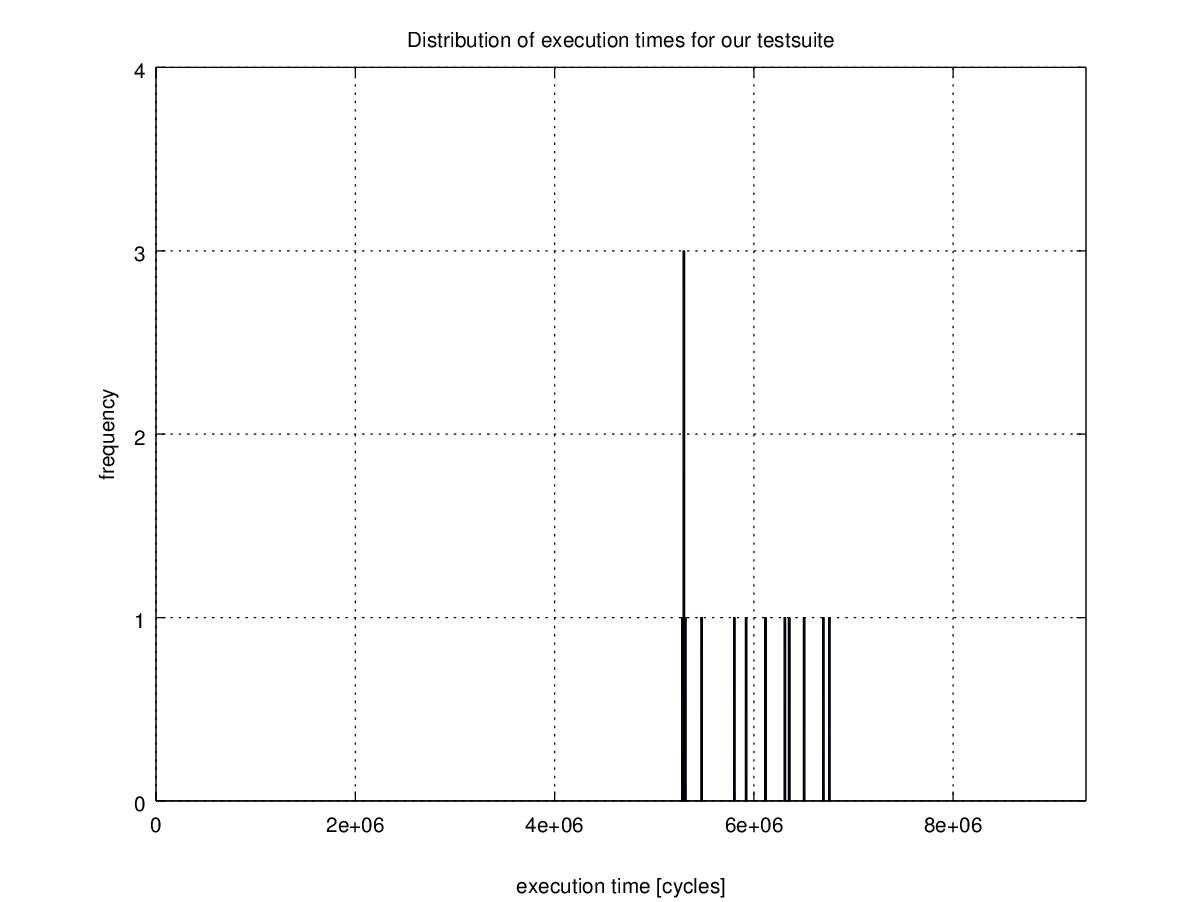 Distribution of execution times for our testsuite
4
3
2
1
0
frequency
0 2e+06 4e+06 6e+06 8e+06
execution time [cycles]